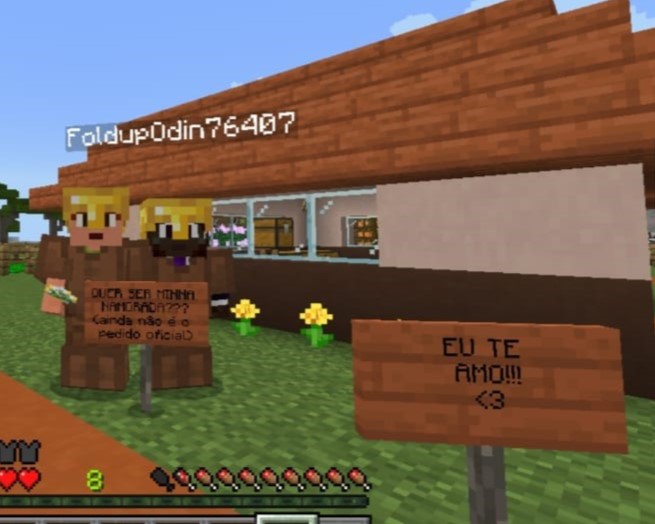 FoldupOdin76407
QUER SER MINHA
NAMORADA???
(ainda não é o
pedido oficial)
EU TE
AMO!!!
<3
8